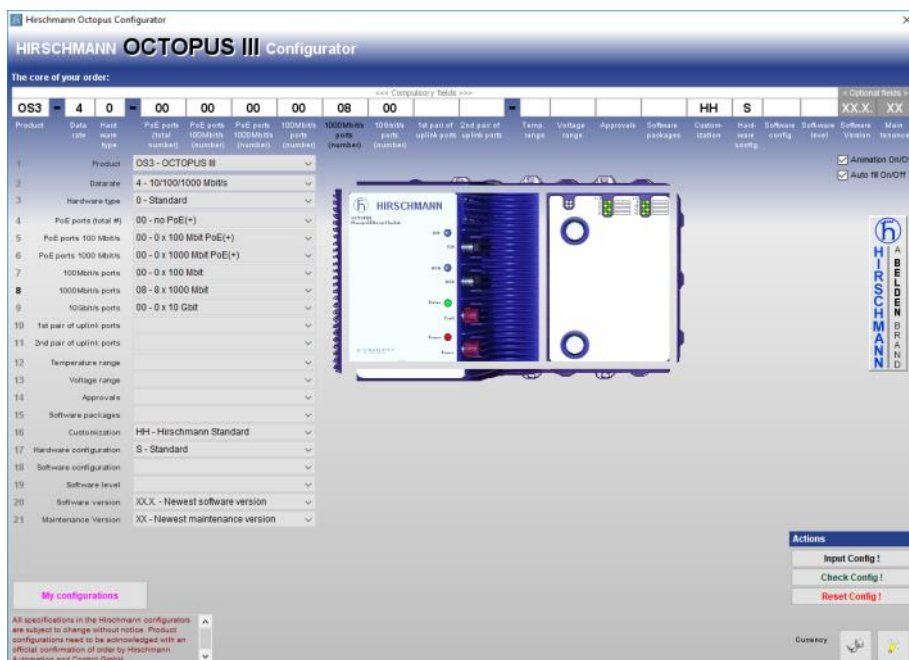 Hirschmann Octopus Configurator
HIRSCHMANN OCTOPUS III Configurator
The core of your order:
<<< Compulsory fields >>>
< Optional fields >
OS3 - 4 0 - 00 00 00 00 08 00 - HH S XX.X. XX
Product
Data rate
Hard ware type
PoE ports (total number)
PoE ports 100Mbit/s (number)
PoE ports 1000Mbit/s (number)
100Mbit/s ports (number)
1000Mbit/s ports (number)
10Gbit/s ports (number)
1st pair of uplink ports
2nd pair of uplink ports
Temp. range
Voltage range
Approvals
Software packages
Custom- ization
Hard- ware config.
Software config.
Software level
Software Version
Main tenance
Animation On/O
Auto fill On/Off
1 Product OS3 - OCTOPUS III
2 Datarate 4 - 10/100/1000 Mbit/s
3 Hardware type 0 - Standard
4 PoE ports (total #) 00 - no PoE(+)
5 PoE ports 100 Mbit/s 00 - 0 x 100 Mbit PoE(+)
6 PoE ports 1000 Mbit/s 00 - 0 x 1000 Mbit PoE(+)
7 100Mbit/s ports 00 - 0 x 100 Mbit
8 1000Mbit/s ports 08 - 8 x 1000 Mbit
9 10Gbit/s ports 00 - 0 x 10 Gbit
10 1st pair of uplink ports
11 2nd pair of uplink ports
12 Temperature range
13 Voltage range
14 Approvals
15 Software packages
16 Customization HH - Hirschmann Standard
17 Hardware configuration S - Standard
18 Software configuration
19 Software level
20 Software version XX.X. - Newest software version
21 Maintenance Version XX - Newest maintenance version
HIRSCHMANN
HIRSCHMANN
A BELDEN BRAND
Actions
Input Config !
Check Config !
Reset Config !
My configurations
All specifications in the Hirschmann configurators
are subject to change without notice. Product
configurations need to be acknowledged with an
official confirmation of order by Hirschmann
Automation and Control GmbH
Currency